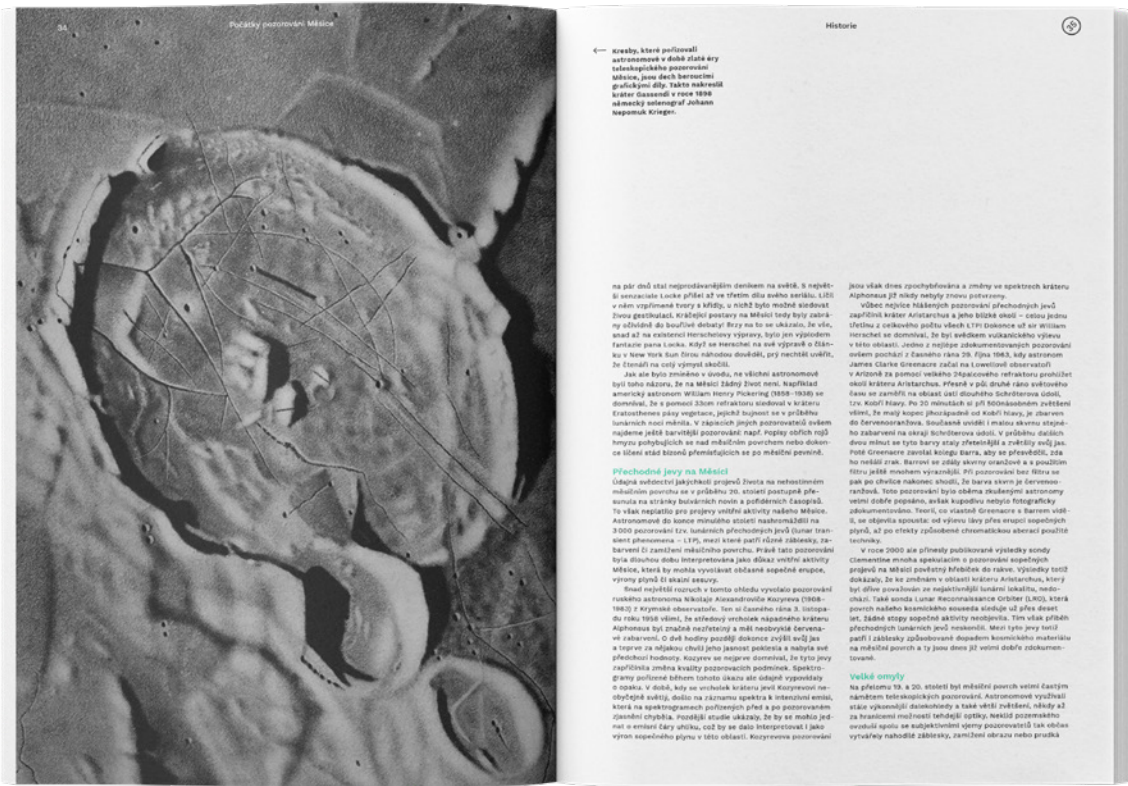 34
Počátky pozorování Měsíce
Historie
35
← Kresby, které pořizovali
astronomové v době zlaté éry
teleskopického pozorování
Měsíce, jsou dech beroucími
grafickými díly. Takto nakreslil
kráter Gassendi v roce 1898
německý selenograf Johann
Nepomuk Krieger.
na pár dnů stal nejprodávanějším deníkem na světě. S největ-
ší senzací ale Locke přišel až ve třetím dílu svého seriálu. Líčil
v něm vzpřímené tvory s křídly, u nichž bylo možné sledovat
živou gestikulaci. Kráčející postavy na Měsíci tedy byly zabrá-
ny očividně do bouřlivé debaty! Brzy na to se ukázalo, že vše,
snad až na existenci Herschelovy výpravy, bylo jen výplodem
fantazie pana Locka. Když se Herschel na své výpravě o člán-
ku v New York Sun čirou náhodou dověděl, prý nechtěl uvěřit,
že čtenáři na celý výmysl skočili.
Jak ale bylo zmíněno v úvodu, ne všichni astronomové
byli toho názoru, že na Měsíci žádný život není. Například
americký astronom William Henry Pickering (1858–1938) se
domníval, že s pomocí 33cm refraktoru sledoval v kráteru
Eratosthenes pásy vegetace, jejichž bujnost se v průběhu
lunárních nocí měnila. V zápiscích jiných pozorovatelů ovšem
najdeme ještě barvitější pozorování: např. Popisy obřích rojů
hmyzu pohybujících se nad měsíčním povrchem nebo dokon-
ce líčení stád bizonů přemísťujících se po měsíční pevnině.
Přechodné jevy na Měsíci
Údajná svědectví jakýchkoli projevů života na nehostinném
měsíčním povrchu se v průběhu 20. století postupně pře-
sunula na stránky bulvárních novin a pofidérních časopisů.
To však neplatilo pro projevy vnitřní aktivity našeho Měsíce.
Astronomové do konce minulého století nashromáždili na
3 000 pozorování tzv. lunárních přechodných jevů (lunar tran-
sient phenomena – LTP), mezi které patří různé záblesky, za-
barvení či zamlžení měsíčního povrchu. Právě tato pozorování
byla dlouhou dobu interpretována jako důkaz vnitřní aktivity
Měsíce, která by mohla vyvolávat občasné sopečné erupce,
výrony plynů či skalní sesuvy.
Snad největší rozruch v tomto ohledu vyvolalo pozorování
ruského astronoma Nikolaje Alexandroviče Kozyreva (1908–
1983) z Krymské observatoře. Ten si časného rána 3. listopa-
du roku 1958 všiml, že středový vrcholek nápadného kráteru
Alphonsus byl značně nezřetelný a měl neobvyklé červena-
vé zabarvení. O dvě hodiny později dokonce zvýšil svůj jas
a teprve za nějakou chvíli jeho jasnost poklesla a nabyla své
předchozí hodnoty. Kozyrev se nejprve domníval, že tyto jevy
zapříčinila změna kvality pozorovacích podmínek. Spektro-
gramy pořízené během tohoto úkazu ale údajně vypovídaly
o opaku. V době, kdy se vrcholek kráteru jevil Kozyrevovi ne-
obyčejně světlý, došlo na záznamu spektra k intenzivní emisi,
která na spektrogramech pořízených před a po pozorovaném
zjasnění chyběla. Pozdější studie ukázaly, že by se mohlo jed-
nat o emisní čáry uhlíku, což by se dalo interpretovat i jako
výron sopečného plynu v této oblasti. Kozyrevova pozorování
jsou však dnes zpochybňována a změny ve spektrech kráteru
Alphonsus již nikdy nebyly znovu potvrzeny.
Vůbec nejvíce hlášených pozorování přechodných jevů
zapříčinil kráter Aristarchus a jeho blízké okolí – celou jednu
třetinu z celkového počtu všech LTP! Dokonce už sir William
Herschel se domníval, že byl svědkem vulkanického výlevu
v této oblasti. Jedno z nejlépe zdokumentovaných pozorování
ovšem pochází z časného rána 29. října 1963, kdy astronom
James Clarke Greenacre začal na Lowellově observatoři
v Arizoně za pomocí velkého 24palcového refraktoru prohlížet
okolí kráteru Aristarchus. Přesně v půl druhé ráno světového
času se zaměřil na oblast ústí dlouhého Schröterova údolí,
tzv. Kobří hlavy. Po 20 minutách si při 500násobném zvětšení
všiml, že malý kopec jihozápadně od Kobří hlavy, je zbarven
do červenooranžova. Současně uviděl i malou skvrnu stejné-
ho zabarvení na okraji Schröterova údolí. V průběhu dalších
dvou minut se tyto barvy staly zřetelnější a zvětšily svůj jas.
Poté Greenacre zavolal kolegu Barra, aby se přesvědčil, zda
ho nešálí zrak. Barrovi se zdály skvrny oranžové a s použitím
filtru ještě mnohem výraznější. Při pozorování bez filtru se
pak po chvilce nakonec shodli, že barva skvrn je červenoo-
ranžová. Toto pozorování bylo oběma zkušenými astronomy
velmi dobře popsáno, avšak kupodivu nebylo fotograficky
zdokumentováno. Teorií, co vlastně Greenacre s Barrem vidě-
li, se objevila spousta: od výlevu lávy přes erupci sopečných
plynů, až po efekty způsobené chromatickou aberací použité
techniky.
V roce 2000 ale přinesly publikované výsledky sondy
Clementine mnoha spekulacím o pozorování sopečných
projevů na Měsíci pověstný hřebíček do rakve. Výsledky totiž
dokázaly, že ke změnám v oblasti kráteru Aristarchus, který
byl dříve považován ze nejaktivnější lunární lokalitu, nedo-
chází. Také sonda Lunar Reconnaissance Orbiter (LRO), která
povrch našeho kosmického souseda sleduje už přes deset
let, žádné stopy sopečné aktivity neobjevila. Tím však příběh
přechodných lunárních jevů neskončil. Mezi tyto jevy totiž
patří i záblesky způsobované dopadem kosmického materiálu
na měsíční povrch a ty jsou dnes již velmi dobře zdokumen-
tované.
Velké omyly
Na přelomu 19. a 20. století byl měsíční povrch velmi častým
námětem teleskopických pozorování. Astronomové využívali
stále výkonnější dalekohledy a také větší zvětšení, někdy až
za hranicemi možností tehdejší optiky. Neklid pozemského
ovzduší spolu se subjektivními vjemy pozorovatelů tak občas
vytvářely nahodilé záblesky, zamlžení obrazu nebo prudká